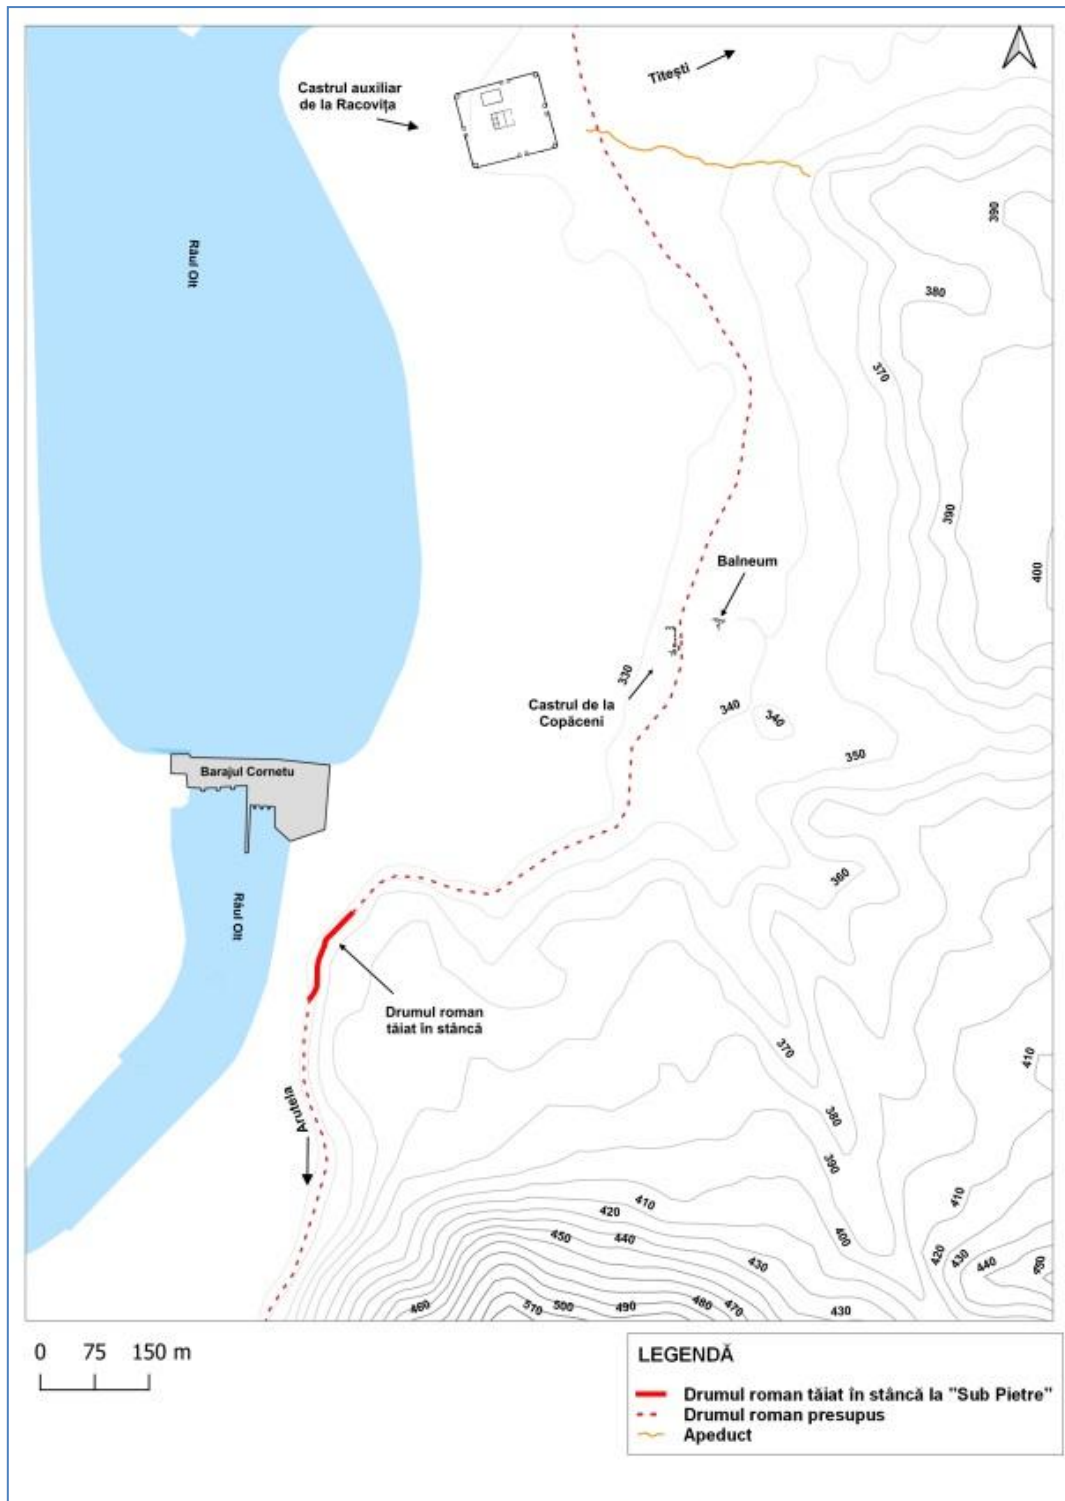 Titești
Castrul auxiliar
de la Racovița
390
Râul Olt
380
370
390
Balneum
400
330
Castrul de la
Copăceni
340
340
350
Barajul Cornetu
360
Râul Olt
Drumul roman
tăiat în stâncă
370
410
Arutela
380
390
410
410
420
400
450
440
420
430
440
450
430
460
510
500
490
480
470
430
0 75 150 m
LEGENDĂ
Drumul roman tăiat în stâncă la "Sub Pietre"
Drumul roman presupus
Apeduct